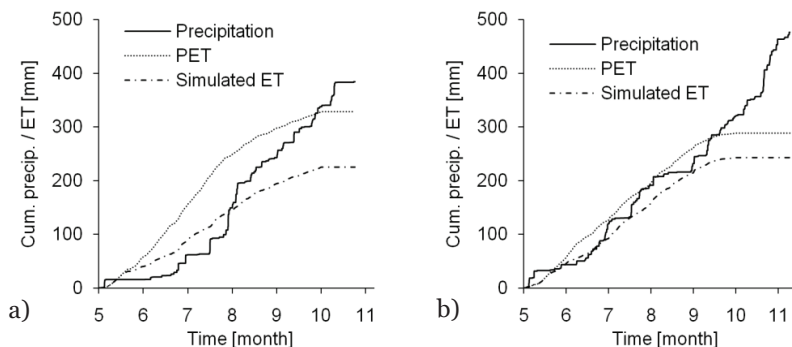 500
400
300
200
100
0
Cum. precip. / ET [mm]
Precipitation
PET
Simulated ET
5 6 7 8 9 10 11
Time [month]
a)
500
400
300
200
100
0
Cum. precip. / ET [mm]
Precipitation
PET
Simulated ET
5 6 7 8 9 10 11
Time [month]
b)